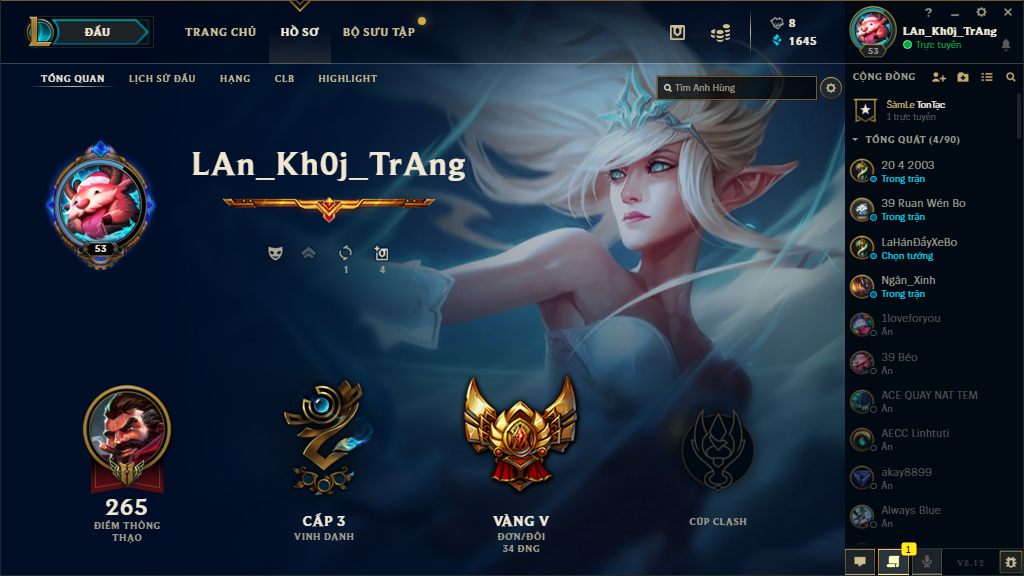 ĐẤU
TRANG CHỦ
HỒ SƠ
BỘ SƯU TẬP
8
1645
?
LAn_Kh0j_TrAng
Trực tuyến
53
TỔNG QUAN
LỊCH SỬ ĐẤU
HẠNG
CLB
HIGHLIGHT
Tìm Anh Hùng
CỘNG ĐỒNG
SàmLe TonTạc
1 trực tuyến
TỔNG QUÁT (4/90)
20 4 2003
Trong trận
39 Ruan Wén Bo
Trong trận
LaHánĐẩyXeBo
Chọn tướng
Ngân_Xinh
Trong trận
1loveforyou
Ẩn
39 Béo
Ẩn
ACE QUAY NAT TEM
Ẩn
AECC Linhtuti
Ẩn
akay8899
Ẩn
Always Blue
Ẩn
LAn_Kh0j_TrAng
53
1
4
265
ĐIỂM THÔNG
THẠO
CẤP 3
VINH DANH
VÀNG V
ĐƠN/ĐÔI
34 ĐNG
CÚP CLASH
1
V8.12